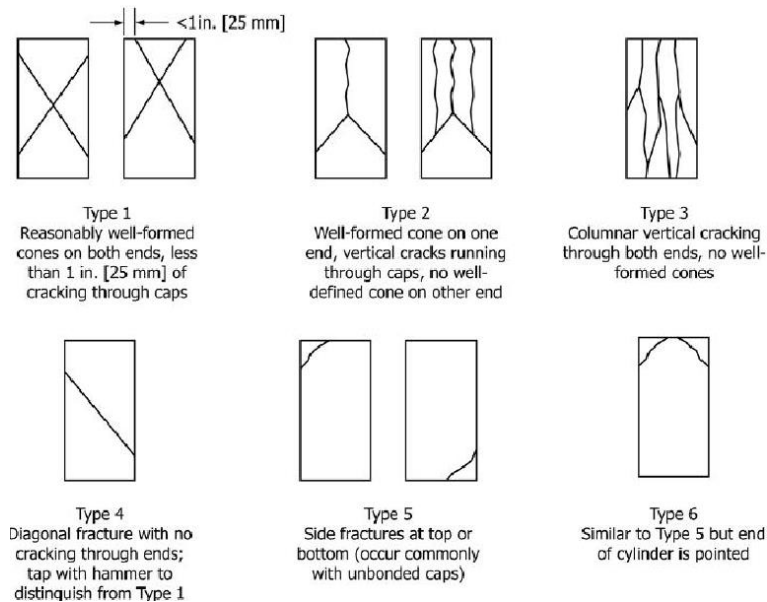 <1in. [25 mm]
Type 1
Reasonably well-formed
cones on both ends, less
than 1 in. [25 mm] of
cracking through caps
Type 2
Well-formed cone on one
end, vertical cracks running
through caps, no well-
defined cone on other end
Type 3
Columnar vertical cracking
through both ends, no well-
formed cones
Type 4
Diagonal fracture with no
cracking through ends;
tap with hammer to
distinguish from Type 1
Type 5
Side fractures at top or
bottom (occur commonly
with unbonded caps)
Type 6
Similar to Type 5 but end
of cylinder is pointed